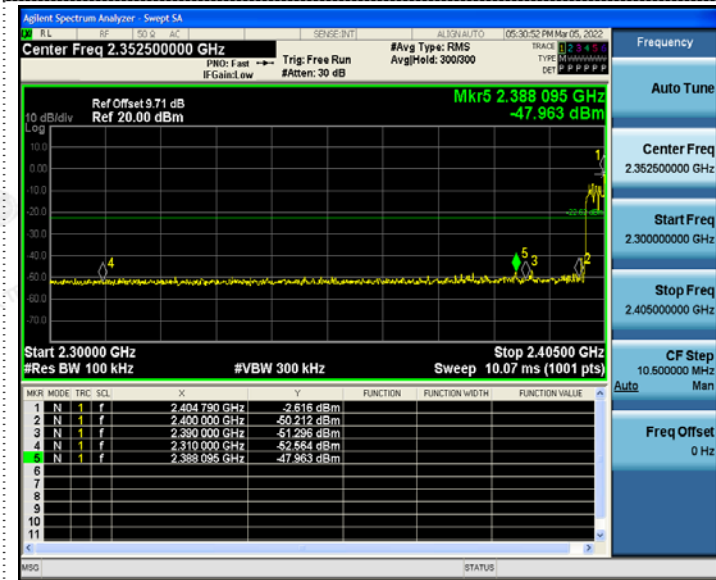 Agilent Spectrum Analyzer - Swept SA
RL RF 50 Ω AC SENSE:INT ALIGN AUTO 05:30:52 PM Mar 05, 2022
Center Freq 2.352500000 GHz
PNO: Fast
IFGain:Low
Trig: Free Run
#Atten: 30 dB
#Avg Type: RMS
Avg|Hold: 300/300
TRACE 1 2 3 4 5 6
TYPE M
DET P P P P P P
Frequency
Auto Tune
Center Freq
2.352500000 GHz
Start Freq
2.300000000 GHz
Stop Freq
2.405000000 GHz
CF Step
10.500000 MHz
Auto Man
Freq Offset
0 Hz
Mkr5 2.388 095 GHz
-47.963 dBm
Ref Offset 9.71 dB
10 dB/div Ref 20.00 dBm
Log
10.0
0.00
-10.0
-20.0
-30.0
-40.0
-50.0
-60.0
-70.0
1
-22.62 dBm
4
5
3
2
Start 2.30000 GHz Stop 2.40500 GHz
#Res BW 100 kHz #VBW 300 kHz Sweep 10.07 ms (1001 pts)
MKR MODE TRC SCL X Y FUNCTION FUNCTION WIDTH FUNCTION VALUE
1 N 1 f 2.404 790 GHz -2.616 dBm
2 N 1 f 2.400 000 GHz -50.212 dBm
3 N 1 f 2.390 000 GHz -51.296 dBm
4 N 1 f 2.310 000 GHz -52.564 dBm
5 N 1 f 2.388 095 GHz -47.963 dBm
6
7
8
9
10
11
MSG STATUS